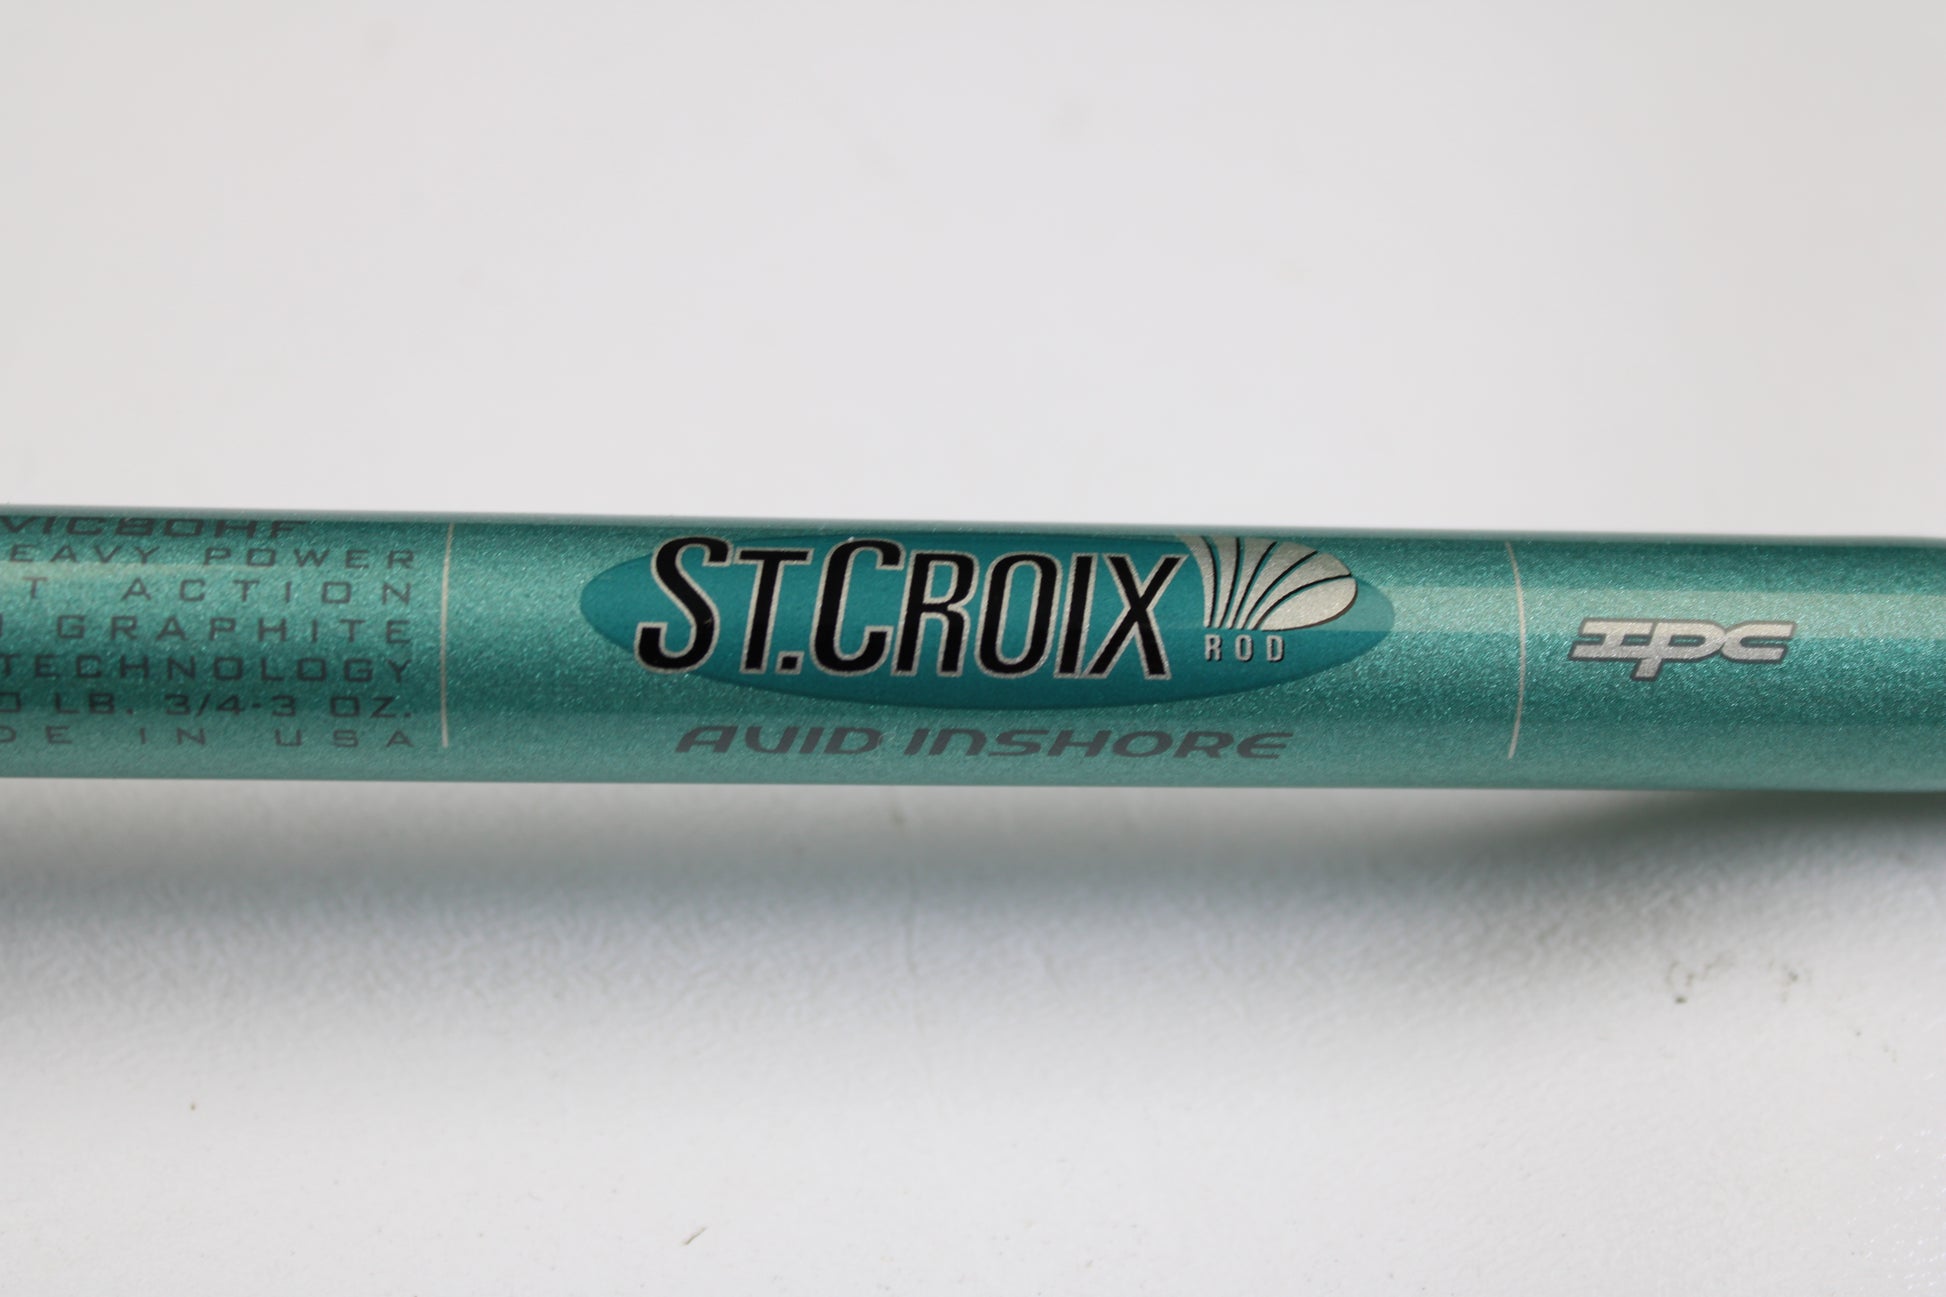 VIC80HF
EAVY POWER
T ACTION
GRAPHITE
TECHNOLOGY
LB. 3/4-3 OZ.
DE IN USA
ST.CROIX
ROD
AVID INSHORE
IPC